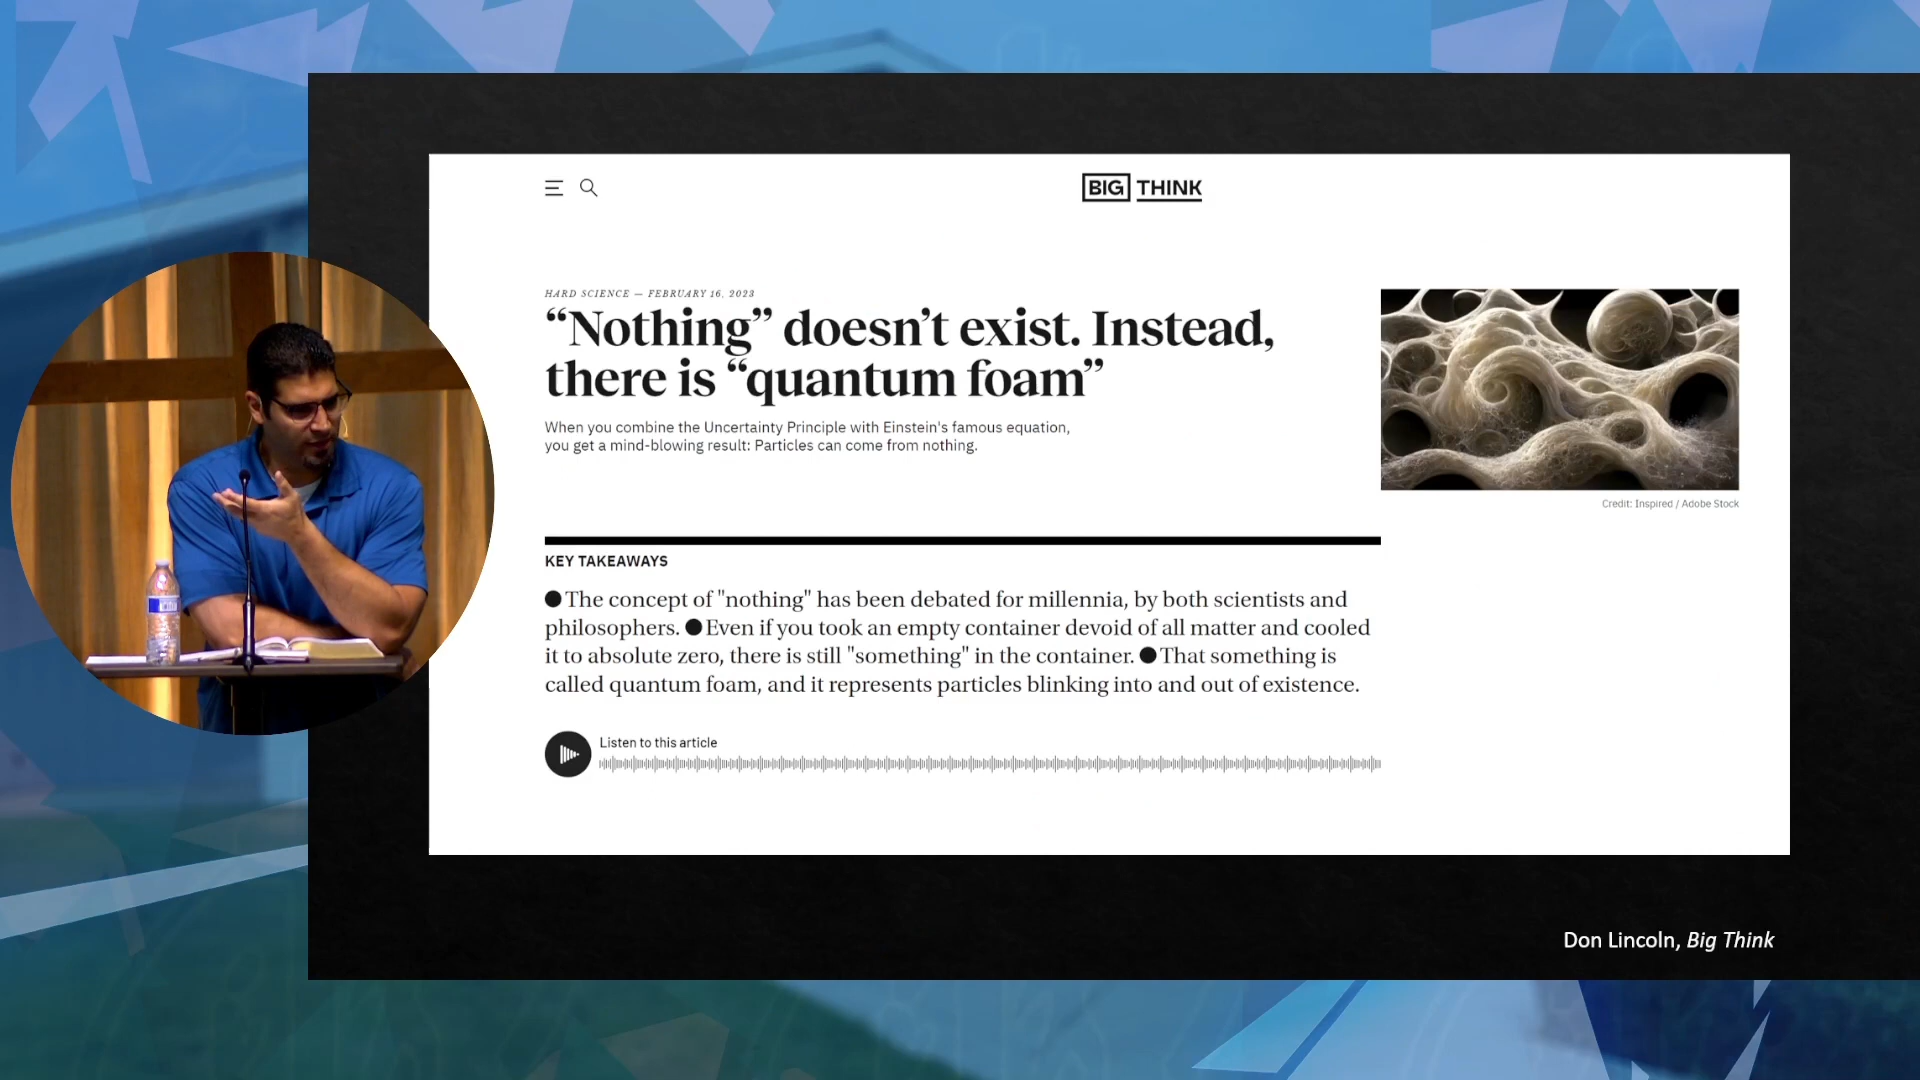 BIG THINK
HARD SCIENCE — FEBRUARY 16, 2023
“Nothing” doesn’t exist. Instead,
there is “quantum foam”
When you combine the Uncertainty Principle with Einstein's famous equation,
you get a mind-blowing result: Particles can come from nothing.
Credit: Inspired / Adobe Stock
KEY TAKEAWAYS
● The concept of "nothing" has been debated for millennia, by both scientists and
philosophers. ● Even if you took an empty container devoid of all matter and cooled
it to absolute zero, there is still "something" in the container. ● That something is
called quantum foam, and it represents particles blinking into and out of existence.
Listen to this article
Don Lincoln, Big Think